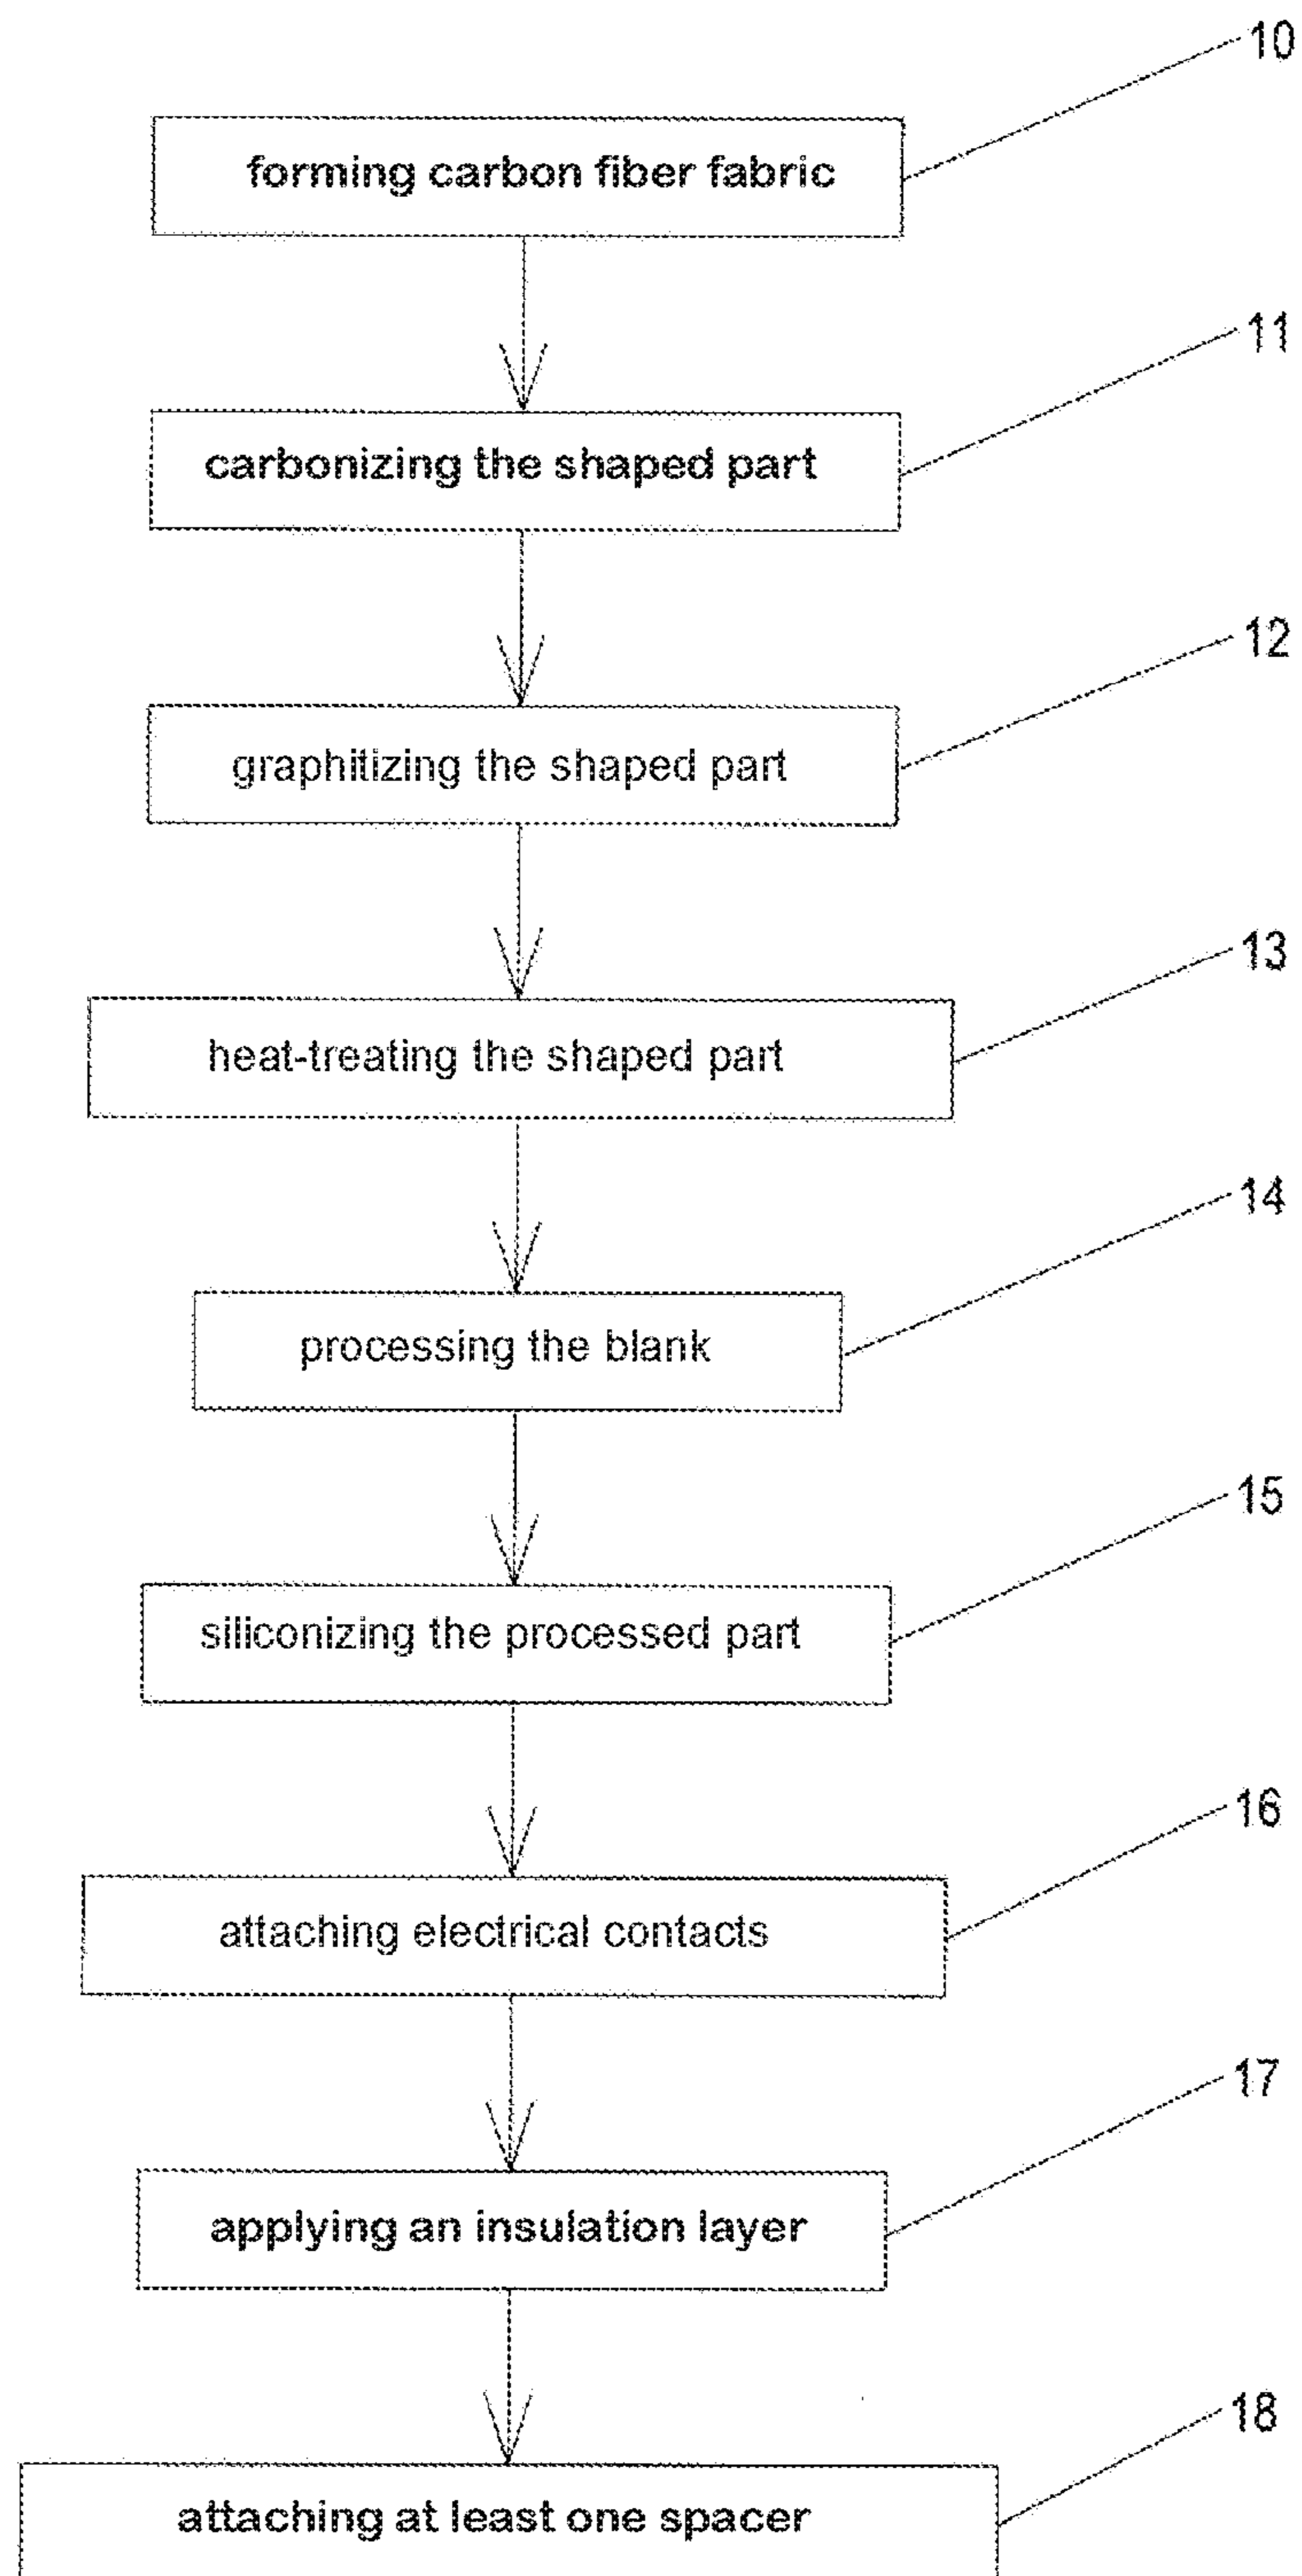 10
forming carbon fiber fabric
11
carbonizing the shaped part
12
graphitizing the shaped part
13
heat-treating the shaped part
14
processing the blank
15
siliconizing the processed part
16
attaching electrical contacts
17
applying an insulation layer
18
attaching at least one spacer